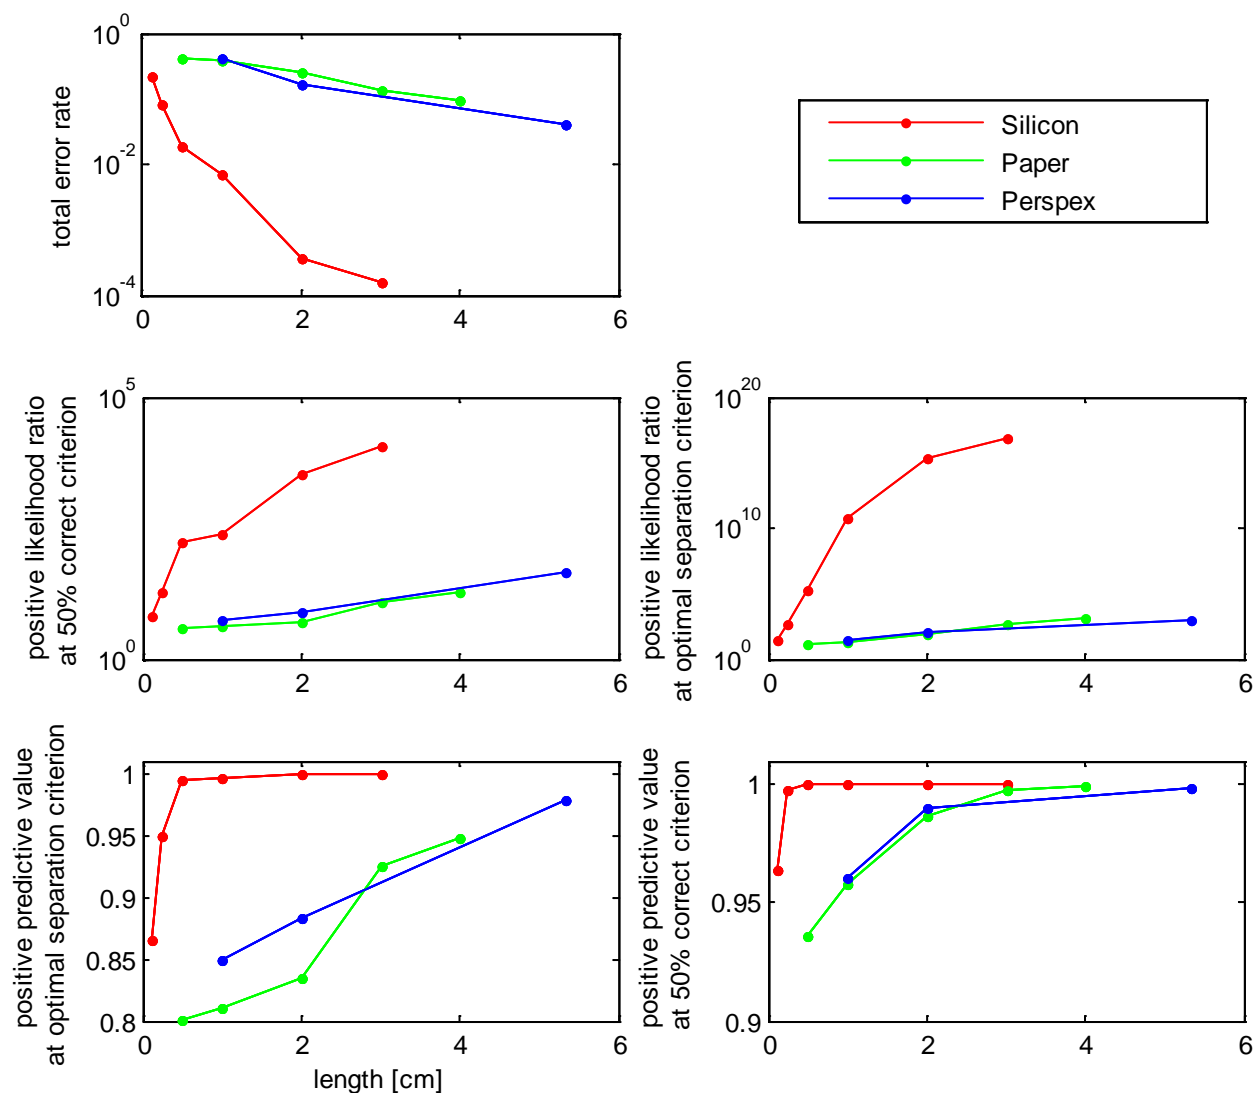 10^0
10^-2
10^-4
total error rate
0 2 4 6
Silicon
Paper
Perspex
10^5
10^0
positive likelihood ratio
at 50% correct criterion
0 2 4 6
10^20
10^10
10^0
positive likelihood ratio
at optimal separation criterion
0 2 4 6
1
0.95
0.9
0.85
0.8
positive predictive value
at optimal separation criterion
0 2 4 6
length [cm]
1
0.95
0.9
positive predictive value
at 50% correct criterion
0 2 4 6